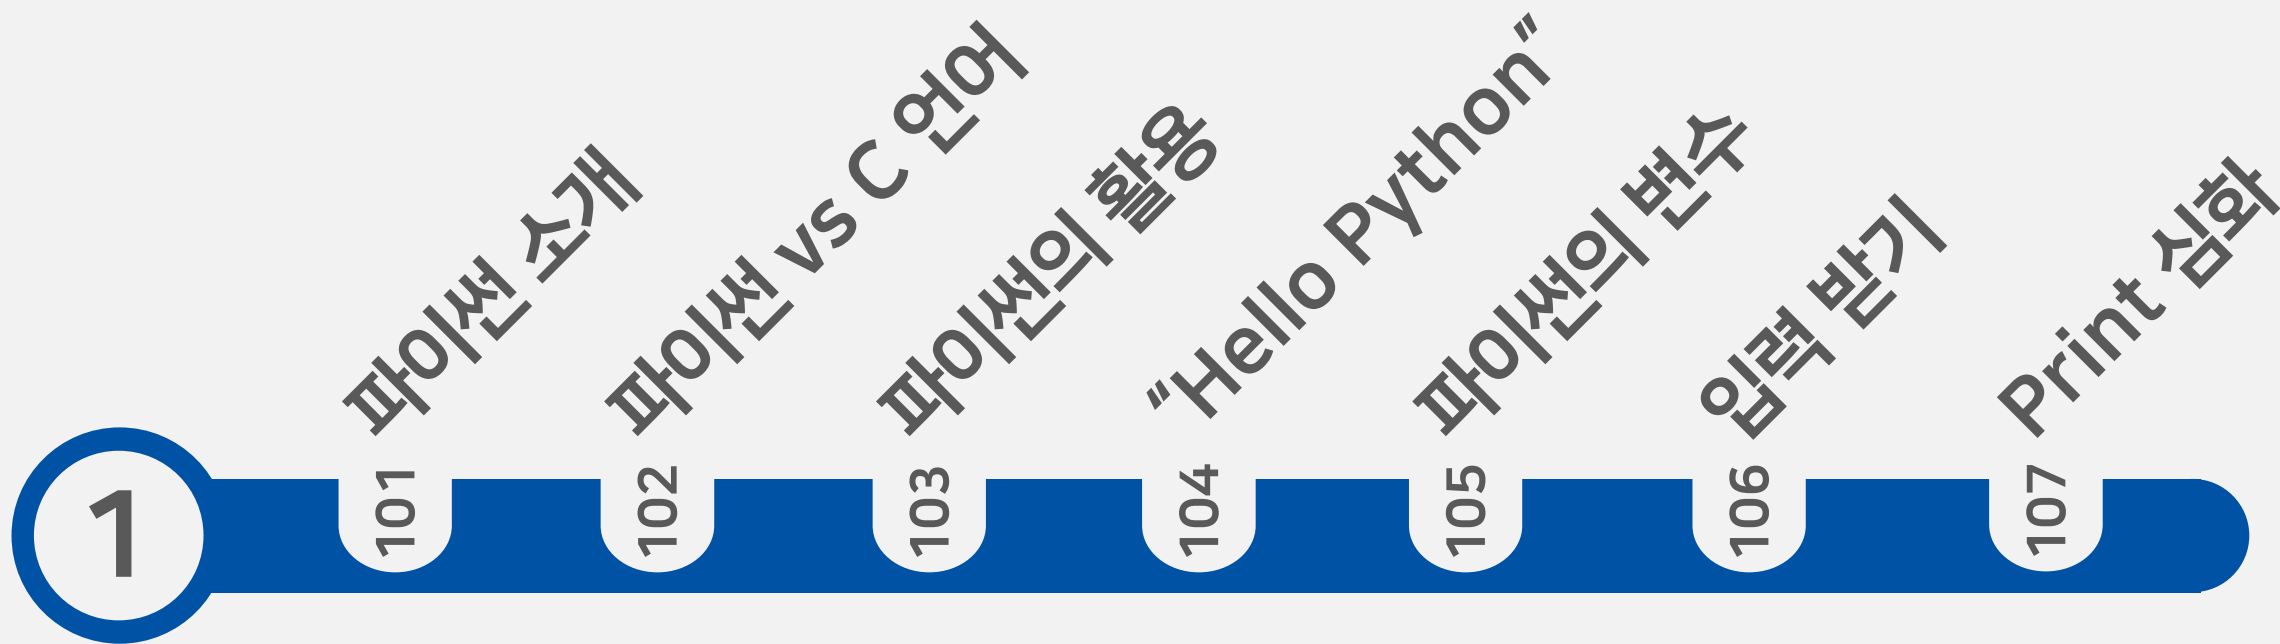 1
파이썬 소개
101
파이썬 vs C 언어
102
파이썬의 활용
103
“Hello Python”
104
파이썬의 변수
105
입력 받기
106
Print 심화
107